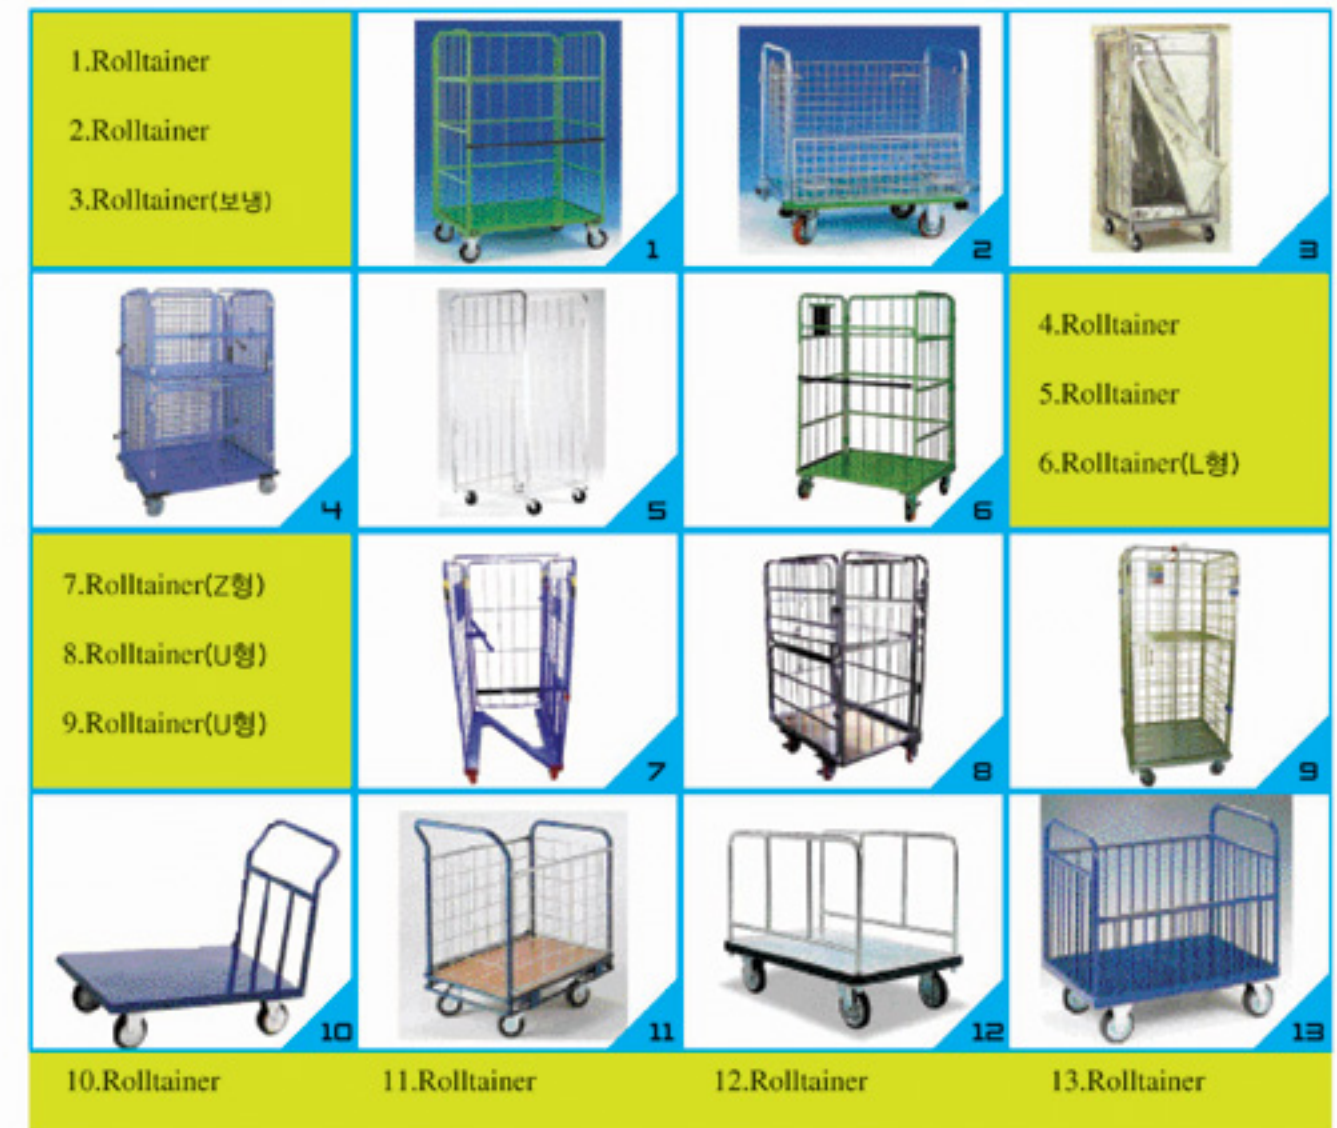 1.Rolltainer
2.Rolltainer
3.Rolltainer(보냉)
1
2
3
4
5
6
4.Rolltainer
5.Rolltainer
6.Rolltainer(L형)
7.Rolltainer(Z형)
8.Rolltainer(U형)
9.Rolltainer(U형)
7
8
9
10
11
12
13
10.Rolltainer
11.Rolltainer
12.Rolltainer
13.Rolltainer